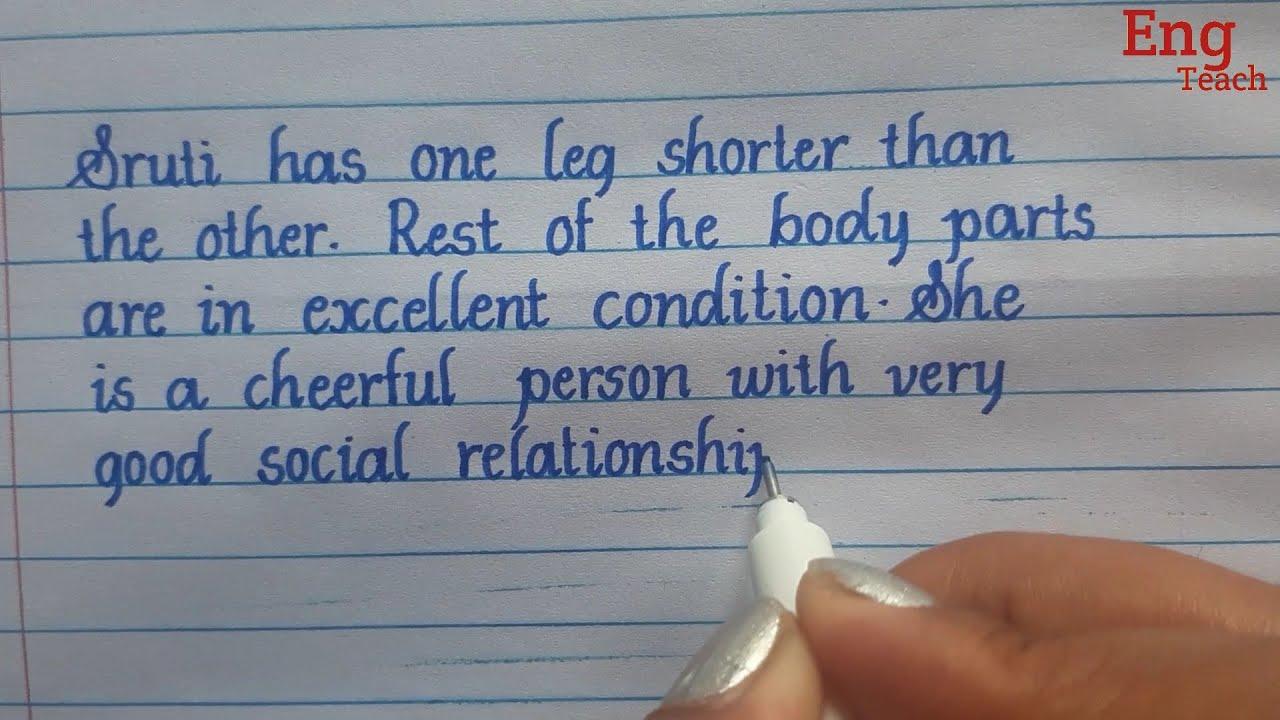 Eng
Teach
Sruti has one leg shorter than
the other. Rest of the body parts
are in excellent condition. She
is a cheerful person with very
good social relationship